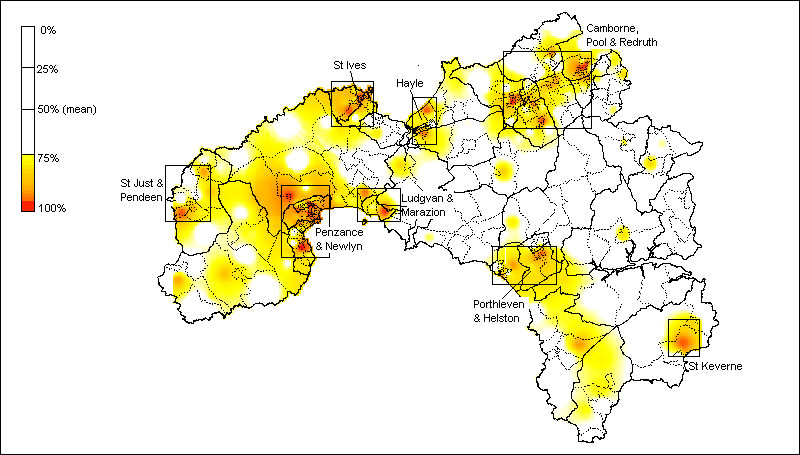 0%
25%
50% (mean)
75%
100%
Camborne,
Pool & Redruth
St Ives
Hayle
St Just &
Pendeen
Ludgvan &
Marazion
Penzance
& Newlyn
Porthleven
& Helston
St Keverne